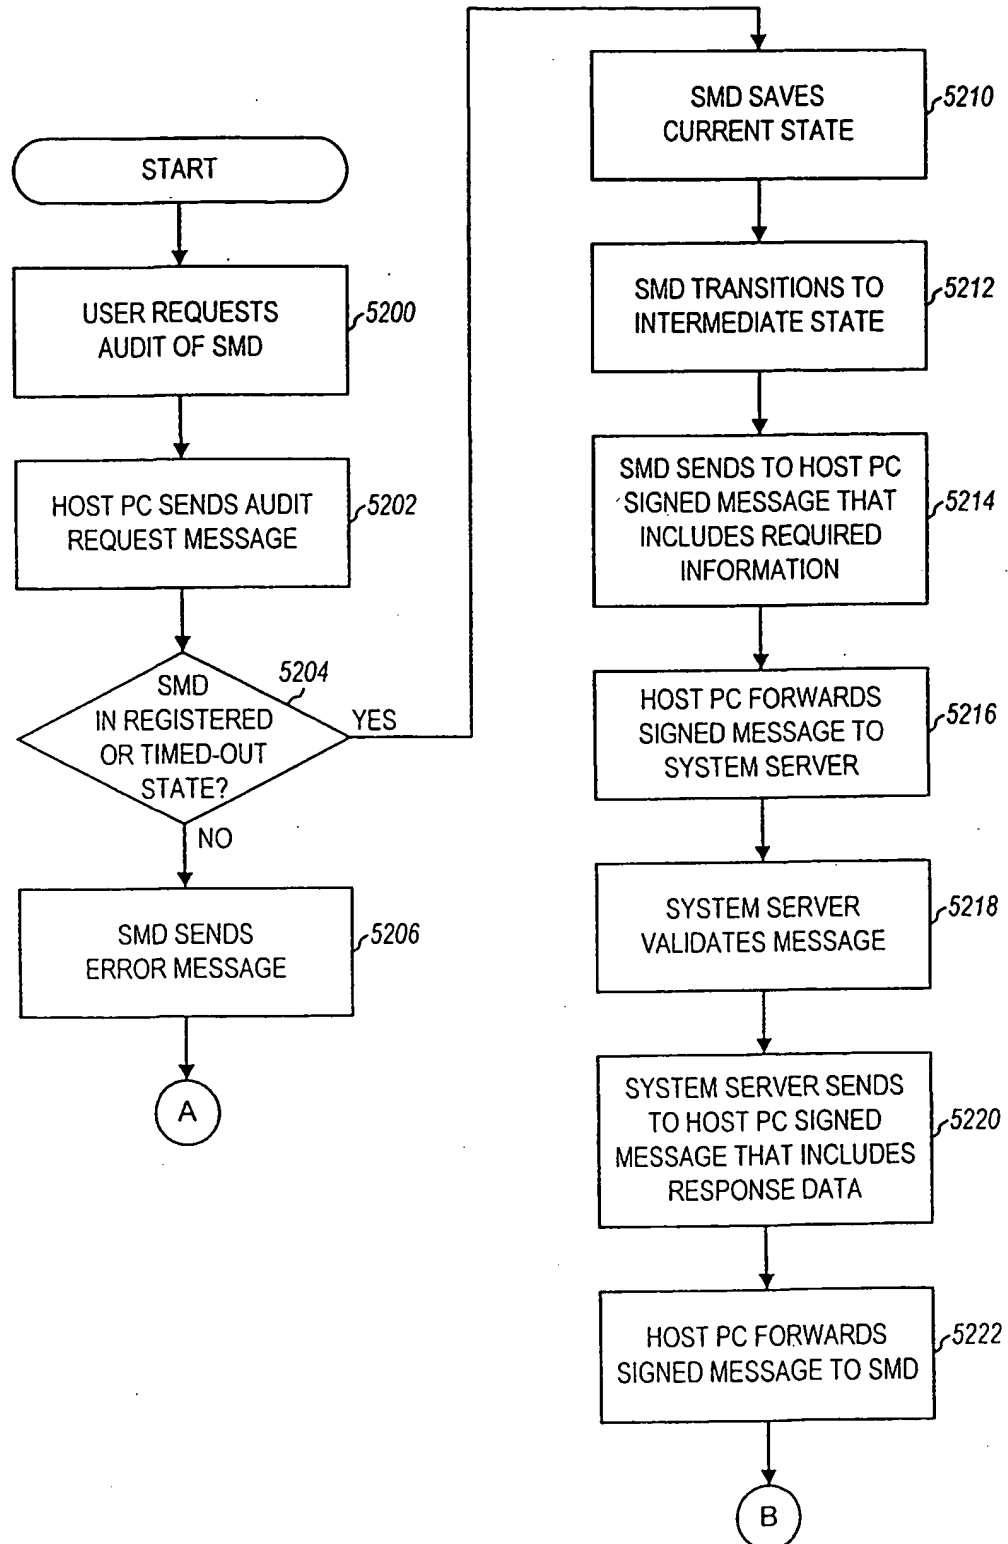 START
USER REQUESTS
AUDIT OF SMD
5200
HOST PC SENDS AUDIT
REQUEST MESSAGE
5202
SMD
IN REGISTERED
OR TIMED-OUT
STATE?
5204
YES
NO
SMD SENDS
ERROR MESSAGE
5206
A
SMD SAVES
CURRENT STATE
5210
SMD TRANSITIONS TO
INTERMEDIATE STATE
5212
SMD SENDS TO HOST PC
SIGNED MESSAGE THAT
INCLUDES REQUIRED
INFORMATION
5214
HOST PC FORWARDS
SIGNED MESSAGE TO
SYSTEM SERVER
5216
SYSTEM SERVER
VALIDATES MESSAGE
5218
SYSTEM SERVER SENDS
TO HOST PC SIGNED
MESSAGE THAT INCLUDES
RESPONSE DATA
5220
HOST PC FORWARDS
SIGNED MESSAGE TO SMD
5222
B